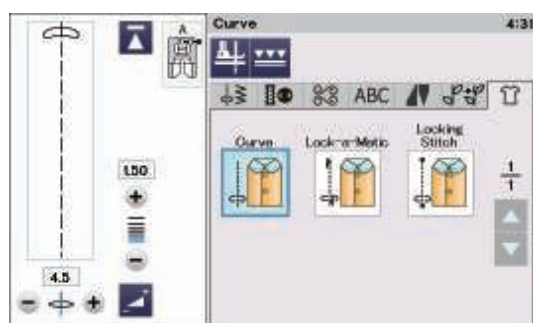 Curve 4:31
A
ABC
Curve Lock-a-Matic Locking
Stitch
1.50
1
1
4.5